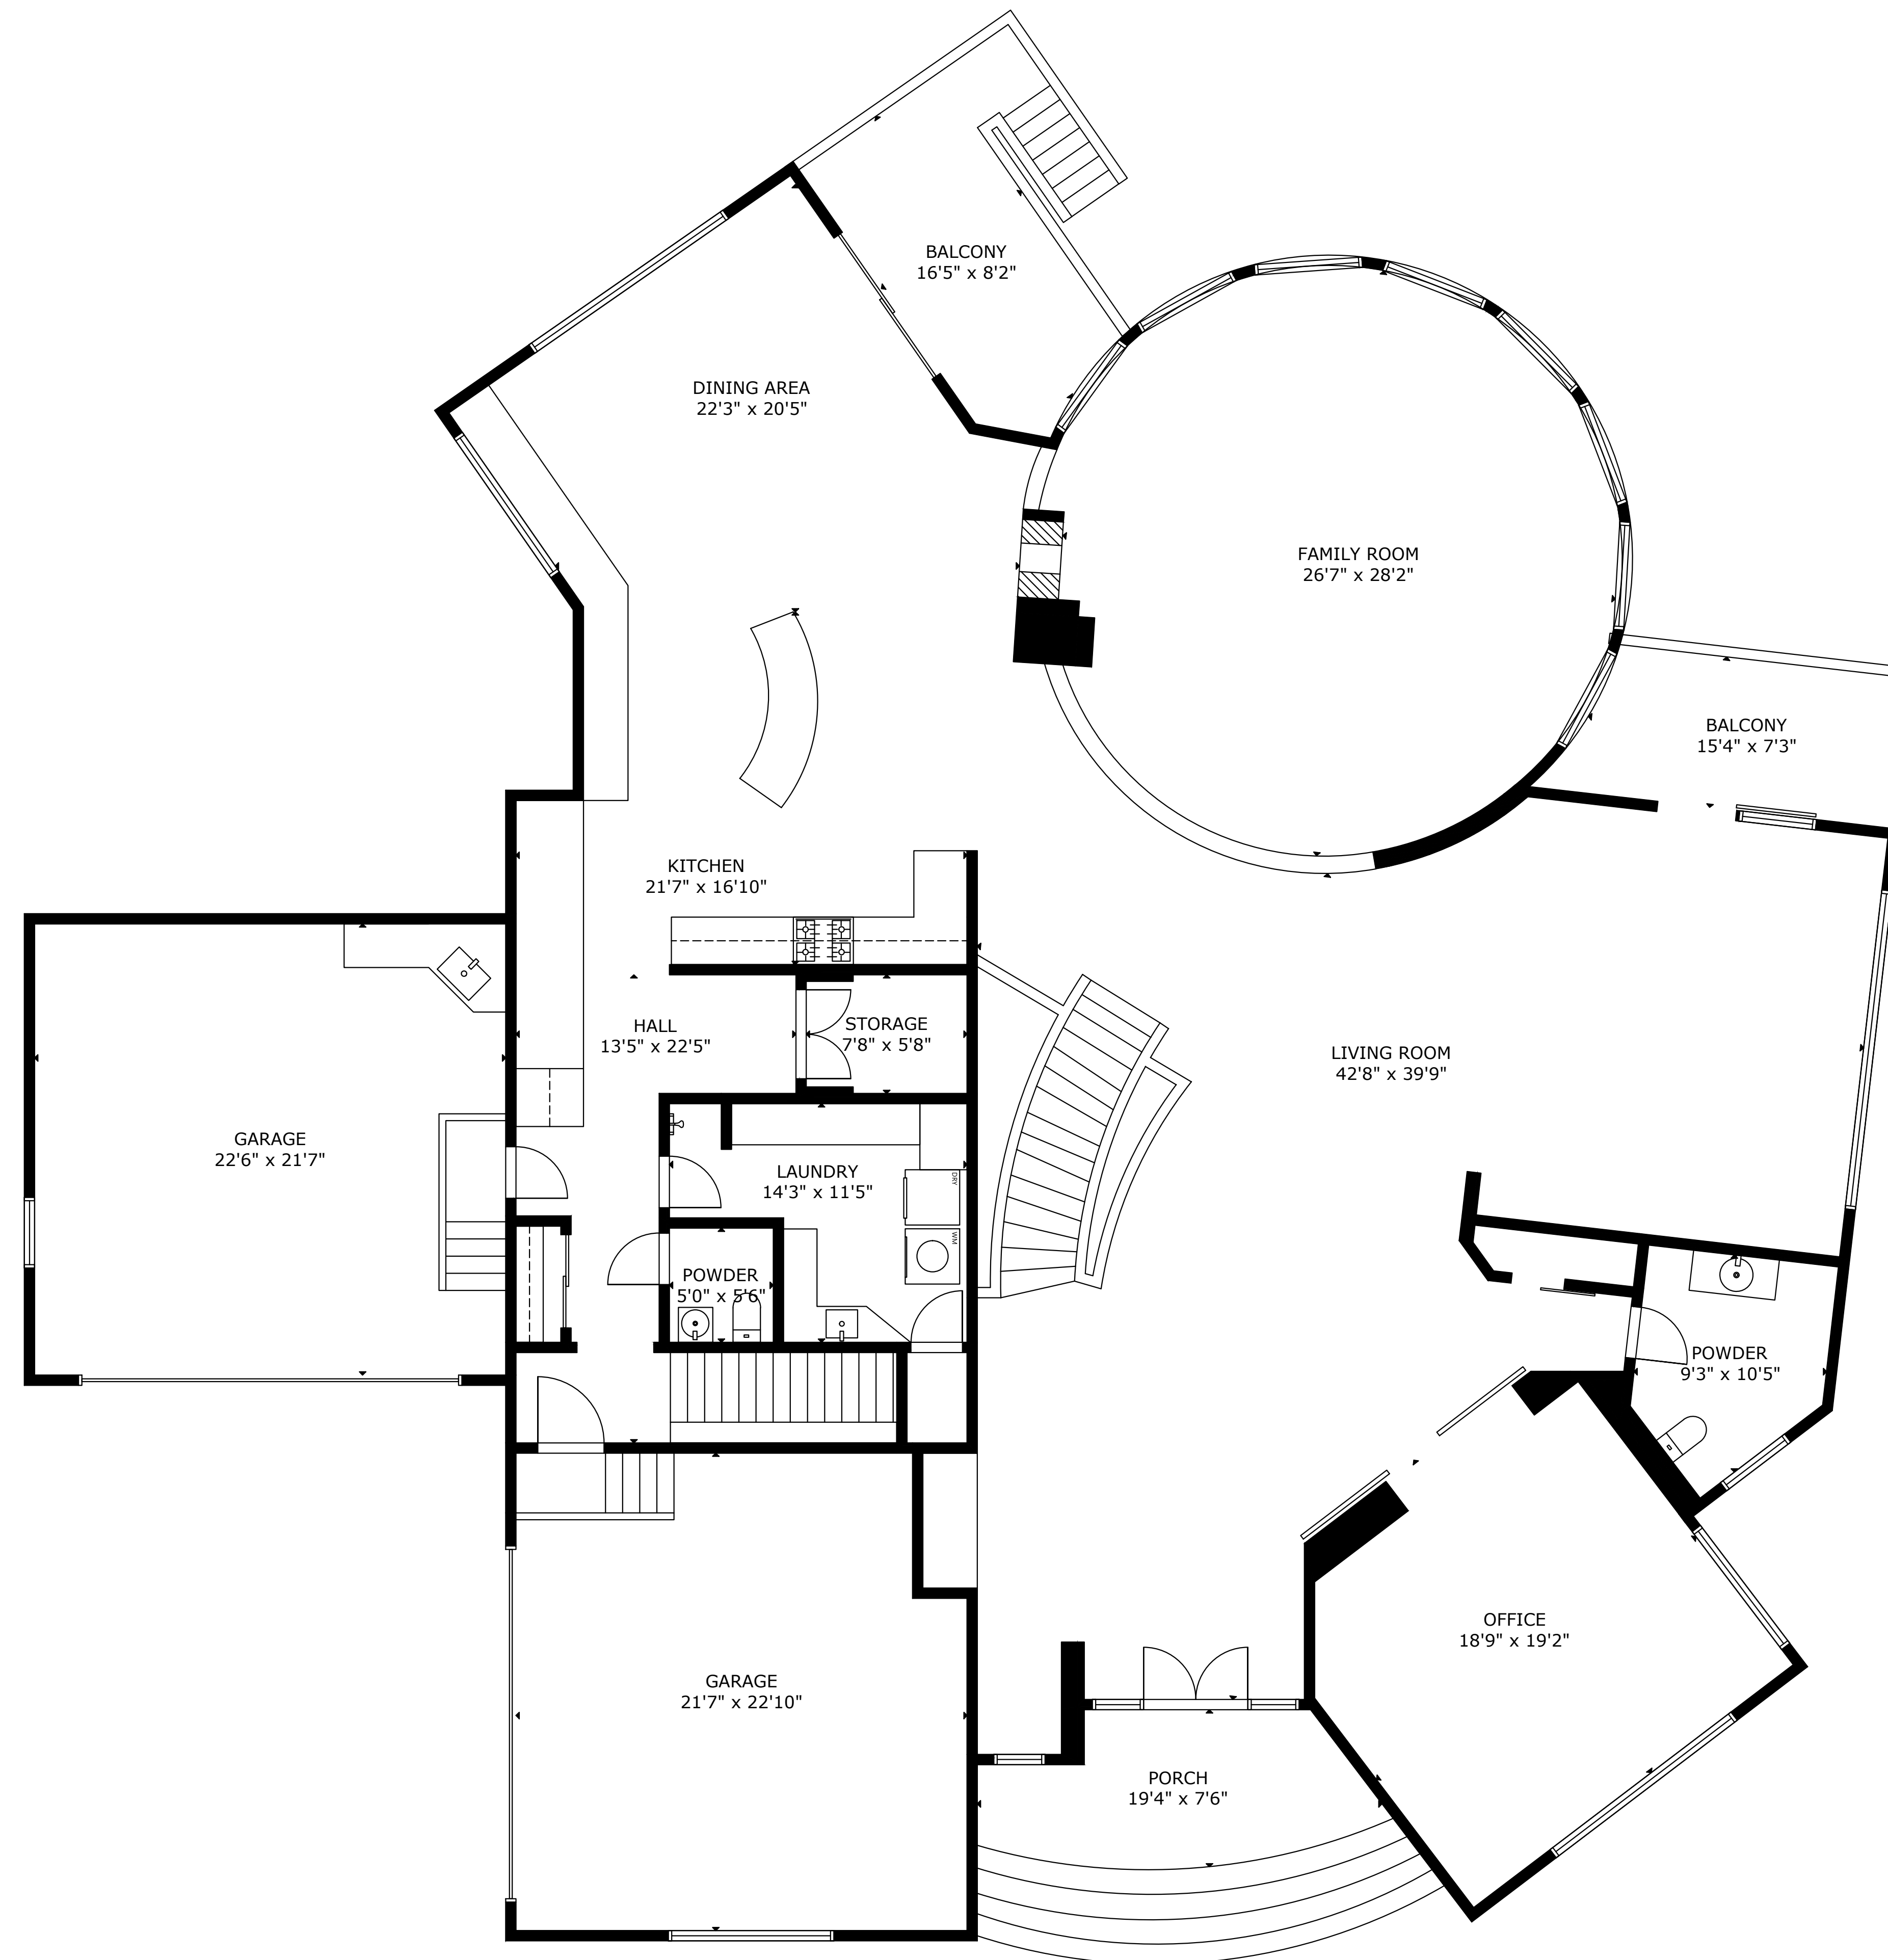 BALCONY
16'5" x 8'2"
DINING AREA
22'3" x 20'5"
FAMILY ROOM
26'7" x 28'2"
BALCONY
15'4" x 7'3"
KITCHEN
21'7" x 16'10"
HALL
13'5" x 22'5"
STORAGE
7'8" x 5'8"
LIVING ROOM
42'8" x 39'9"
GARAGE
22'6" x 21'7"
LAUNDRY
14'3" x 11'5"
DRY
WM
POWDER
5'0" x 5'6"
POWDER
9'3" x 10'5"
OFFICE
18'9" x 19'2"
GARAGE
21'7" x 22'10"
PORCH
19'4" x 7'6"